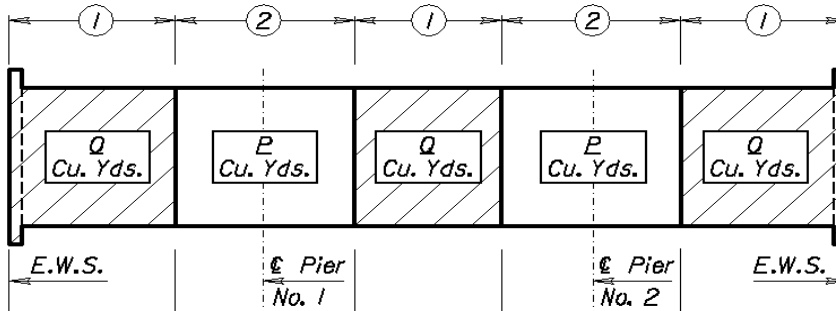 1 2 1 2 1
Q P Q P Q
Cu. Yds. Cu. Yds. Cu. Yds. Cu. Yds. Cu. Yds.
E.W.S. ℄ Pier ℄ Pier E.W.S.
No. 1 No. 2